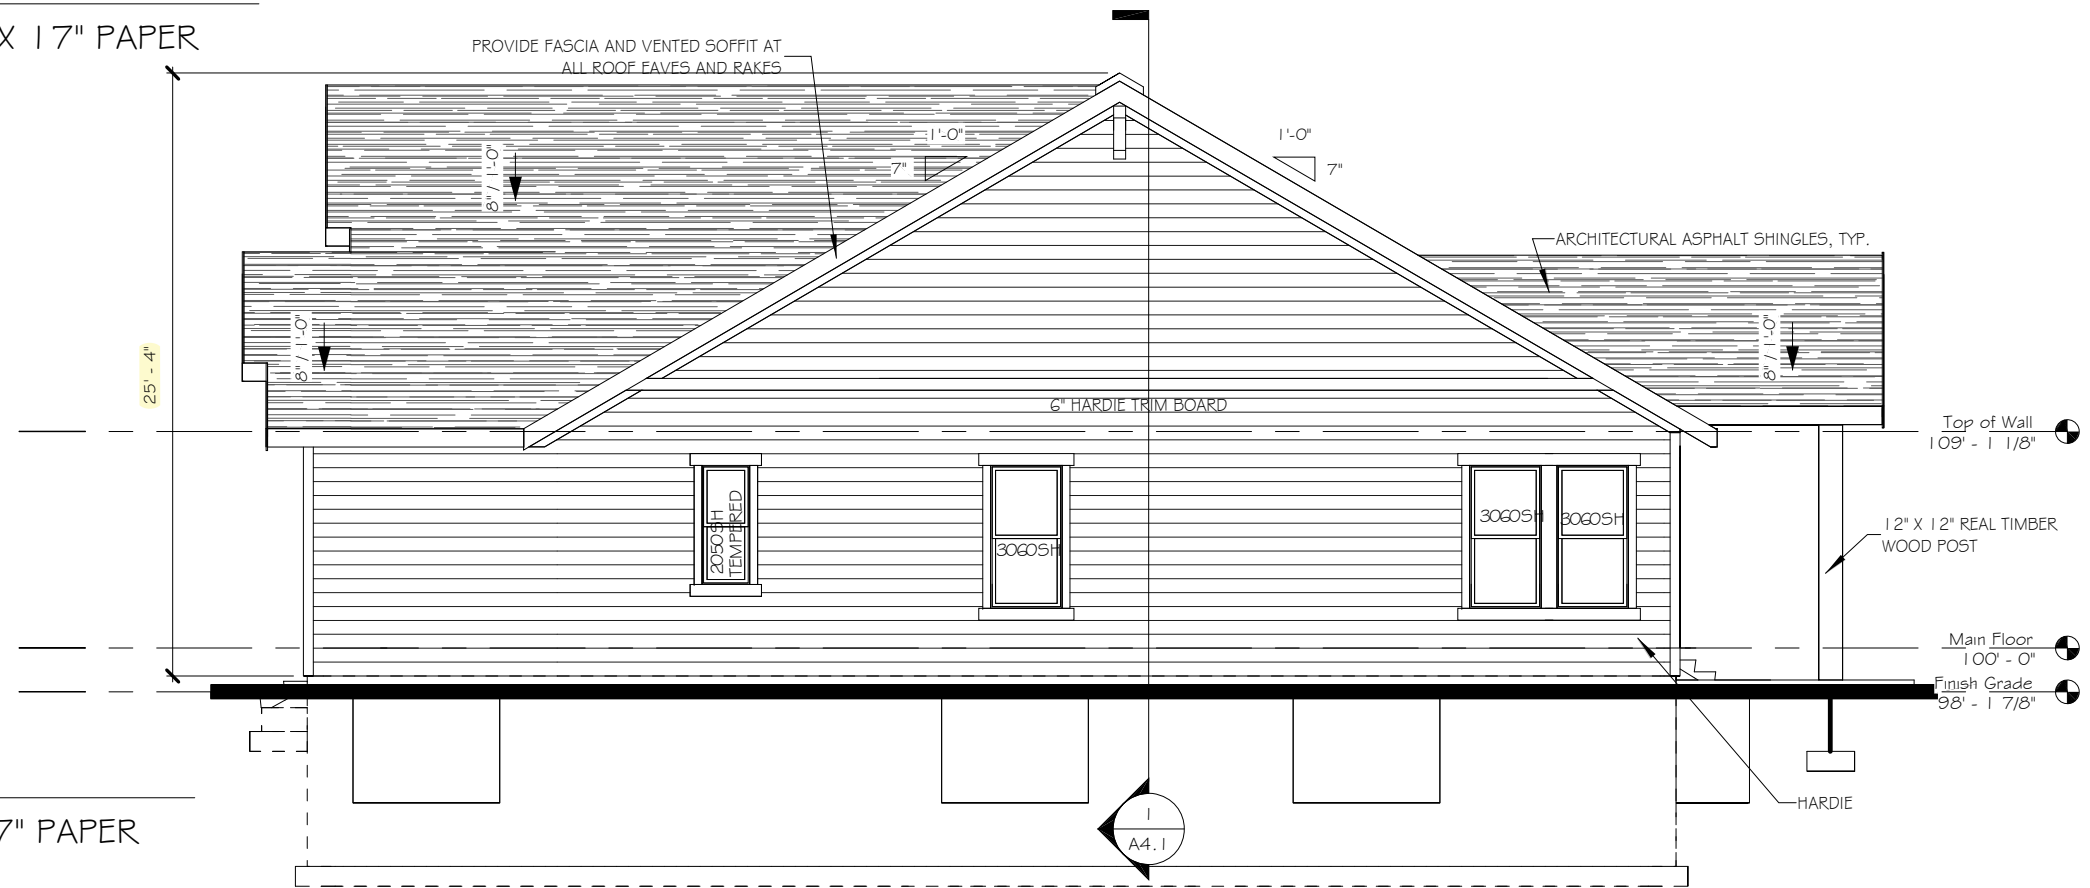 X 17" PAPER
PROVIDE FASCIA AND VENTED SOFFIT AT
ALL ROOF EAVES AND RAKES
1'-0"
7"
1'-0"
7"
8" / 1'-0"
ARCHITECTURAL ASPHALT SHINGLES, TYP.
8" / 1'-0"
8" / 1'-0"
25' - 4"
6" HARDIE TRIM BOARD
Top of Wall
109' - 1 1/8"
2050SH
TEMPERED
3060SH
3060SH
3060SH
12" X 12" REAL TIMBER
WOOD POST
Main Floor
100' - 0"
Finish Grade
98' - 1 7/8"
HARDIE
1
A4.1
7" PAPER